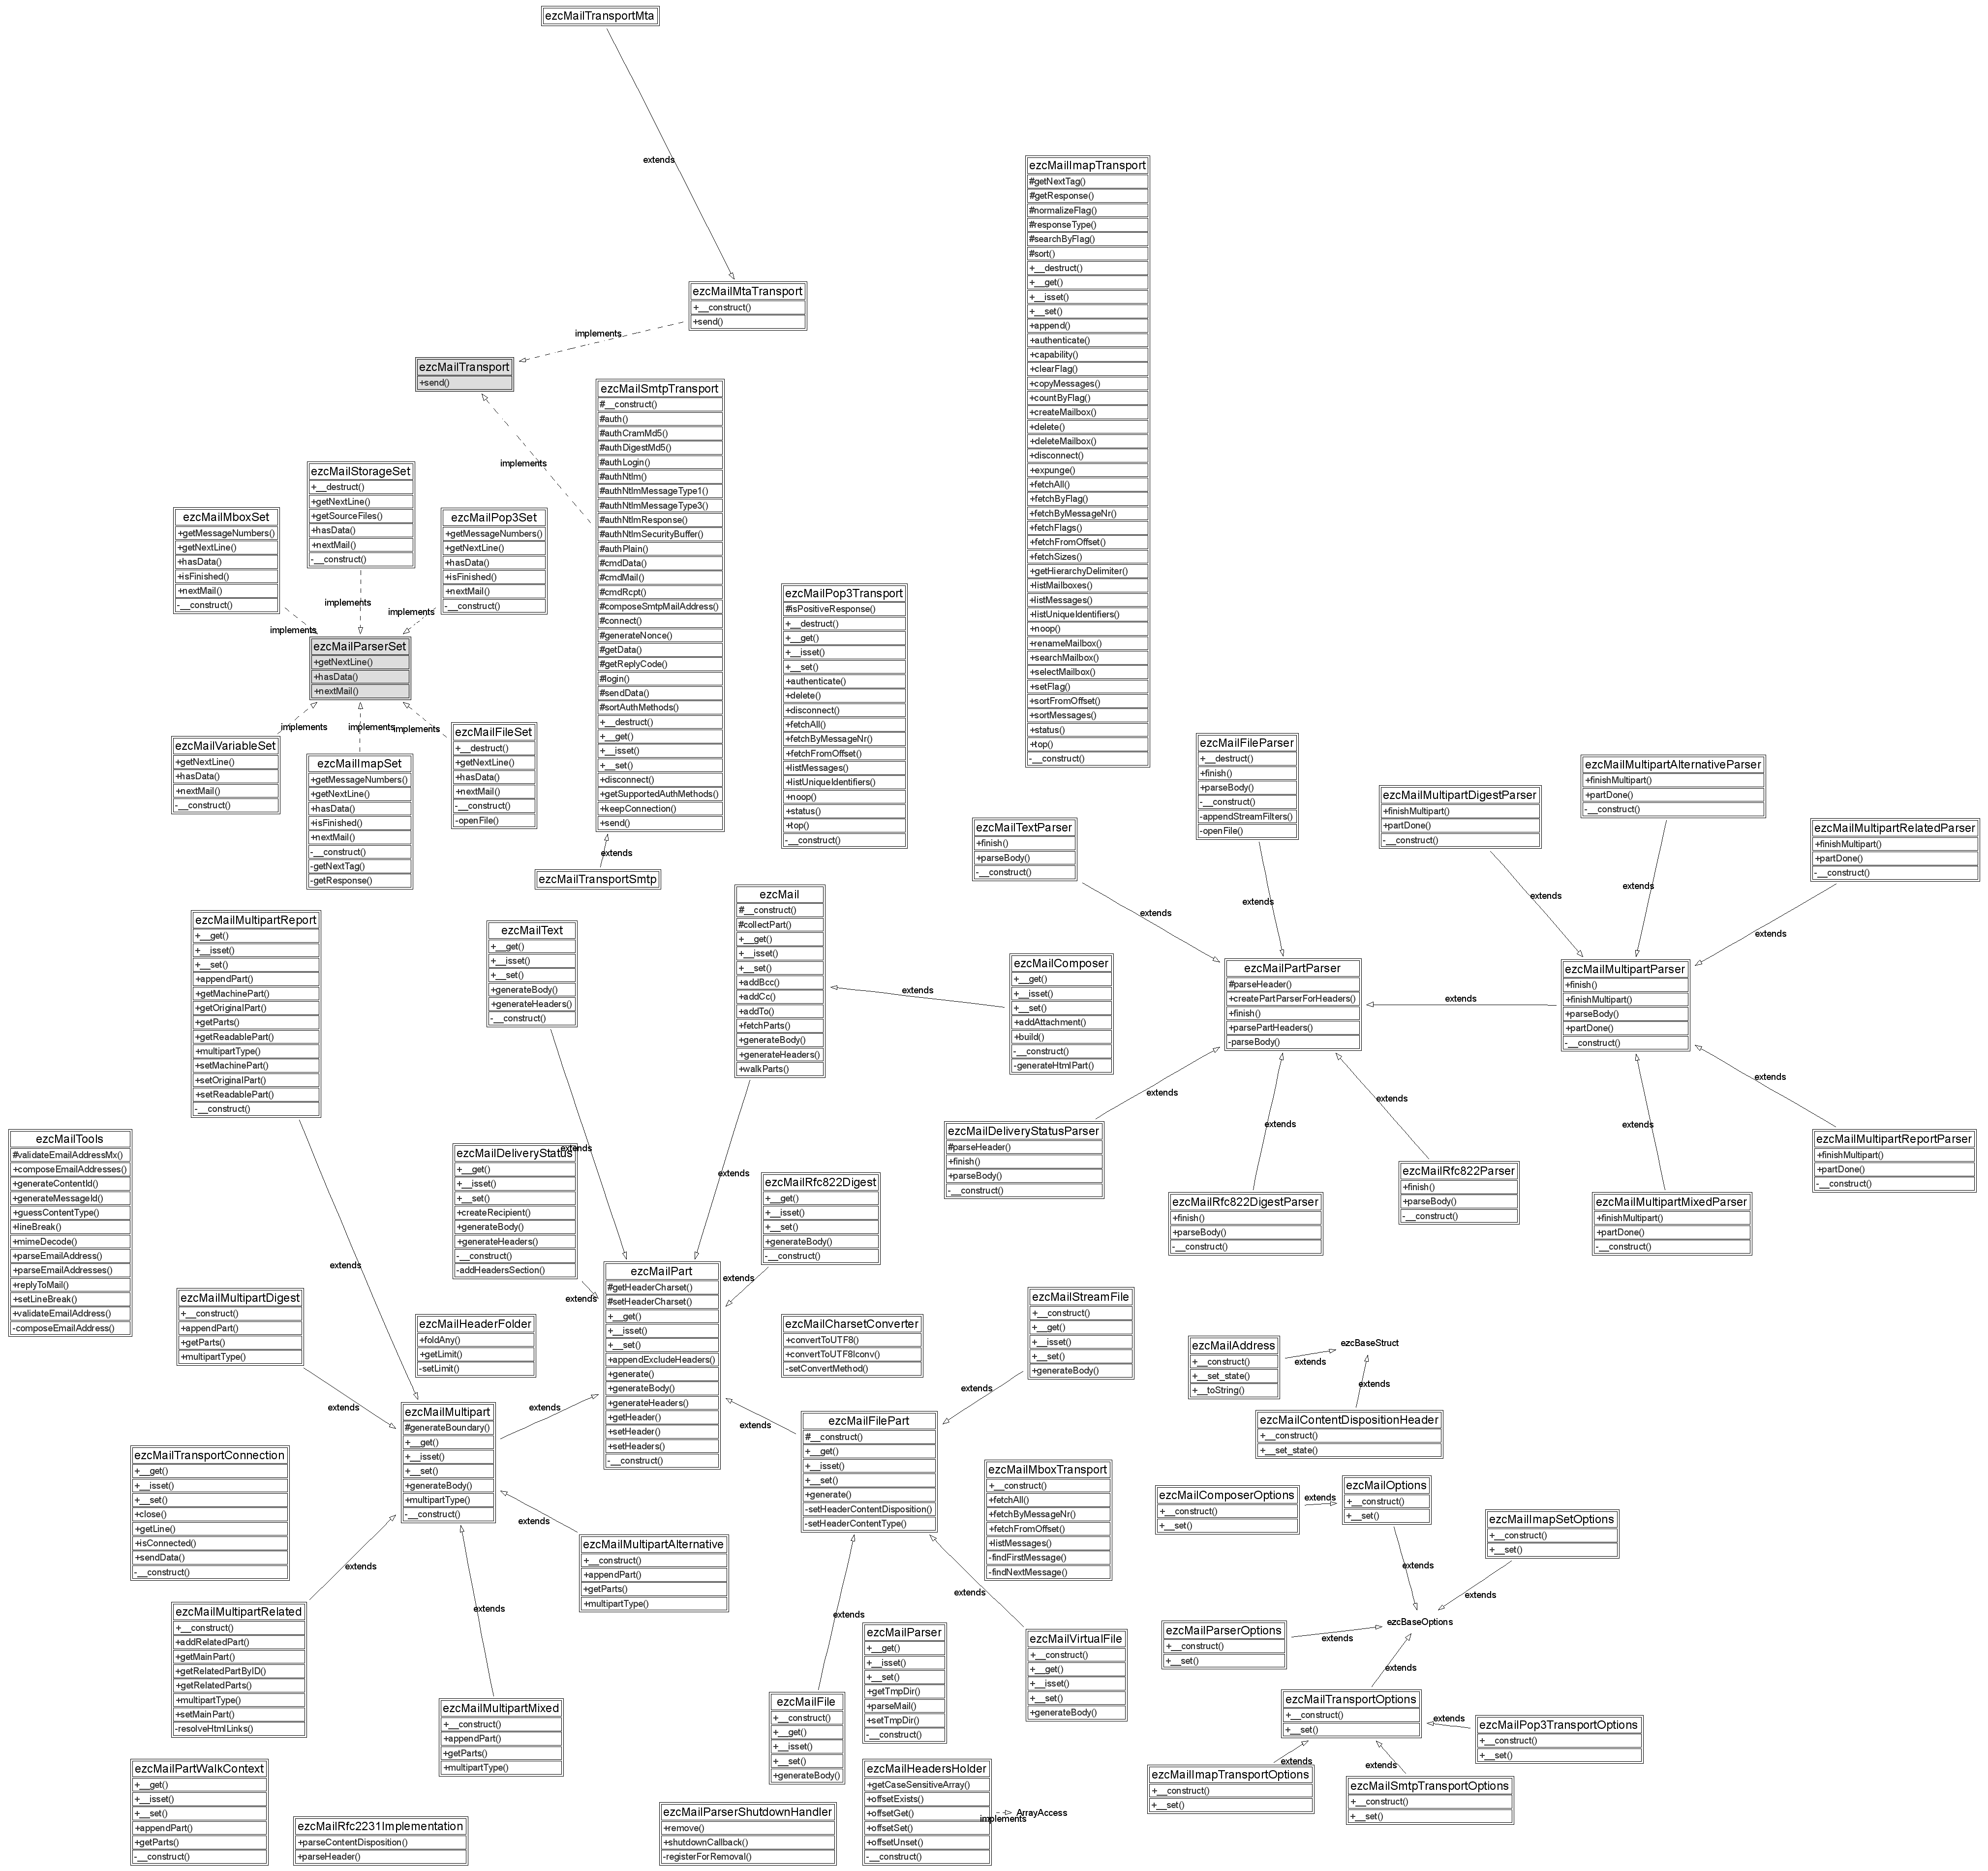 ezcMailTransportMta
extends
ezcMailMtaTransport
+__construct()
+send()
implements
ezcMailTransport
+send()
implements
ezcMailSmtpTransport
#__construct()
#auth()
#authCramMd5()
#authDigestMd5()
#authLogin()
#authNtlm()
#authNtlmMessageType1()
#authNtlmMessageType3()
#authNtlmResponse()
#authNtlmSecurityBuffer()
#authPlain()
#cmdData()
#cmdMail()
#cmdRcpt()
#composeSmtpMailAddress()
#connect()
#generateNonce()
#getData()
#getReplyCode()
#login()
#sendData()
#sortAuthMethods()
+__destruct()
+__get()
+__isset()
+__set()
+disconnect()
+getSupportedAuthMethods()
+keepConnection()
+send()
extends
ezcMailTransportSmtp
ezcMailImapTransport
#getNextTag()
#getResponse()
#normalizeFlag()
#responseType()
#searchByFlag()
#sort()
+__destruct()
+__get()
+__isset()
+__set()
+append()
+authenticate()
+capability()
+clearFlag()
+copyMessages()
+countByFlag()
+createMailbox()
+delete()
+deleteMailbox()
+disconnect()
+expunge()
+fetchAll()
+fetchByFlag()
+fetchByMessageNr()
+fetchFlags()
+fetchFromOffset()
+fetchSizes()
+getHierarchyDelimiter()
+listMailboxes()
+listMessages()
+listUniqueIdentifiers()
+noop()
+renameMailbox()
+searchMailbox()
+selectMailbox()
+setFlag()
+sortFromOffset()
+sortMessages()
+status()
+top()
-__construct()
ezcMailStorageSet
+__destruct()
+getNextLine()
+getSourceFiles()
+hasData()
+nextMail()
-__construct()
ezcMailMboxSet
+getMessageNumbers()
+getNextLine()
+hasData()
+isFinished()
+nextMail()
-__construct()
ezcMailPop3Set
+getMessageNumbers()
+getNextLine()
+hasData()
+isFinished()
+nextMail()
-__construct()
implements
implements
implements
ezcMailParserSet
+getNextLine()
+hasData()
+nextMail()
implements
implements
implements
ezcMailVariableSet
+getNextLine()
+hasData()
+nextMail()
-__construct()
ezcMailImapSet
+getMessageNumbers()
+getNextLine()
+hasData()
+isFinished()
+nextMail()
-__construct()
-getNextTag()
-getResponse()
ezcMailFileSet
+__destruct()
+getNextLine()
+hasData()
+nextMail()
-__construct()
-openFile()
ezcMailPop3Transport
#isPositiveResponse()
+__destruct()
+__get()
+__isset()
+__set()
+authenticate()
+delete()
+disconnect()
+fetchAll()
+fetchByMessageNr()
+fetchFromOffset()
+listMessages()
+listUniqueIdentifiers()
+noop()
+status()
+top()
-__construct()
ezcMailTextParser
+finish()
+parseBody()
-__construct()
extends
ezcMailFileParser
+__destruct()
+finish()
+parseBody()
-__construct()
-appendStreamFilters()
-openFile()
extends
ezcMailMultipartDigestParser
+finishMultipart()
+partDone()
-__construct()
extends
ezcMailMultipartAlternativeParser
+finishMultipart()
+partDone()
-__construct()
extends
ezcMailMultipartRelatedParser
+finishMultipart()
+partDone()
-__construct()
extends
ezcMailPartParser
#parseHeader()
+createPartParserForHeaders()
+finish()
+parsePartHeaders()
-parseBody()
extends
ezcMailMultipartParser
+finish()
+finishMultipart()
+parseBody()
+partDone()
-__construct()
extends
extends
extends
extends
extends
ezcMailDeliveryStatusParser
#parseHeader()
+finish()
+parseBody()
-__construct()
ezcMailRfc822DigestParser
+finish()
+parseBody()
-__construct()
ezcMailRfc822Parser
+finish()
+parseBody()
-__construct()
ezcMailMultipartMixedParser
+finishMultipart()
+partDone()
-__construct()
ezcMailMultipartReportParser
+finishMultipart()
+partDone()
-__construct()
ezcMailMultipartReport
+__get()
+__isset()
+__set()
+appendPart()
+getMachinePart()
+getOriginalPart()
+getParts()
+getReadablePart()
+multipartType()
+setMachinePart()
+setOriginalPart()
+setReadablePart()
-__construct()
extends
ezcMailText
+__get()
+__isset()
+__set()
+generateBody()
+generateHeaders()
-__construct()
extends
ezcMail
#__construct()
#collectPart()
+__get()
+__isset()
+__set()
+addBcc()
+addCc()
+addTo()
+fetchParts()
+generateBody()
+generateHeaders()
+walkParts()
extends
extends
ezcMailComposer
+__get()
+__isset()
+__set()
+addAttachment()
+build()
-__construct()
-generateHtmlPart()
ezcMailTools
#validateEmailAddressMx()
+composeEmailAddresses()
+generateContentId()
+generateMessageId()
+guessContentType()
+lineBreak()
+mimeDecode()
+parseEmailAddress()
+parseEmailAddresses()
+replyToMail()
+setLineBreak()
+validateEmailAddress()
-composeEmailAddress()
ezcMailDeliveryStatus
+__get()
+__isset()
+__set()
+createRecipient()
+generateBody()
+generateHeaders()
-__construct()
-addHeadersSection()
extends
ezcMailRfc822Digest
+__get()
+__isset()
+__set()
+generateBody()
-__construct()
extends
ezcMailPart
#getHeaderCharset()
#setHeaderCharset()
+__get()
+__isset()
+__set()
+appendExcludeHeaders()
+generate()
+generateBody()
+generateHeaders()
+getHeader()
+setHeader()
+setHeaders()
-__construct()
ezcMailMultipartDigest
+__construct()
+appendPart()
+getParts()
+multipartType()
extends
ezcMailHeaderFolder
+foldAny()
+getLimit()
-setLimit()
ezcMailCharsetConverter
+convertToUTF8()
+convertToUTF8Iconv()
-setConvertMethod()
ezcMailStreamFile
+__construct()
+__get()
+__isset()
+__set()
+generateBody()
extends
ezcMailAddress
+__construct()
+__set_state()
+__toString()
extends
ezcBaseStruct
extends
ezcMailContentDispositionHeader
+__construct()
+__set_state()
ezcMailMultipart
#generateBoundary()
+__get()
+__isset()
+__set()
+generateBody()
+multipartType()
-__construct()
extends
extends
ezcMailFilePart
#__construct()
+__get()
+__isset()
+__set()
+generate()
-setHeaderContentDisposition()
-setHeaderContentType()
ezcMailTransportConnection
+__get()
+__isset()
+__set()
+close()
+getLine()
+isConnected()
+sendData()
-__construct()
extends
extends
extends
ezcMailMultipartAlternative
+__construct()
+appendPart()
+getParts()
+multipartType()
ezcMailMboxTransport
+__construct()
+fetchAll()
+fetchByMessageNr()
+fetchFromOffset()
+listMessages()
-findFirstMessage()
-findNextMessage()
extends
extends
ezcMailComposerOptions
+__construct()
+__set()
extends
ezcMailOptions
+__construct()
+__set()
extends
ezcMailImapSetOptions
+__construct()
+__set()
extends
ezcBaseOptions
ezcMailParserOptions
+__construct()
+__set()
extends
extends
ezcMailTransportOptions
+__construct()
+__set()
extends
ezcMailPop3TransportOptions
+__construct()
+__set()
extends
extends
ezcMailImapTransportOptions
+__construct()
+__set()
ezcMailSmtpTransportOptions
+__construct()
+__set()
ezcMailMultipartRelated
+__construct()
+addRelatedPart()
+getMainPart()
+getRelatedPartByID()
+getRelatedParts()
+multipartType()
+setMainPart()
-resolveHtmlLinks()
ezcMailMultipartMixed
+__construct()
+appendPart()
+getParts()
+multipartType()
ezcMailFile
+__construct()
+__get()
+__isset()
+__set()
+generateBody()
ezcMailParser
+__get()
+__isset()
+__set()
+getTmpDir()
+parseMail()
+setTmpDir()
-__construct()
ezcMailVirtualFile
+__construct()
+__get()
+__isset()
+__set()
+generateBody()
ezcMailPartWalkContext
+__get()
+__isset()
+__set()
+appendPart()
+getParts()
-__construct()
ezcMailRfc2231Implementation
+parseContentDisposition()
+parseHeader()
ezcMailParserShutdownHandler
+remove()
+shutdownCallback()
-registerForRemoval()
ezcMailHeadersHolder
+getCaseSensitiveArray()
+offsetExists()
+offsetGet()
+offsetSet()
+offsetUnset()
-__construct()
implements
ArrayAccess